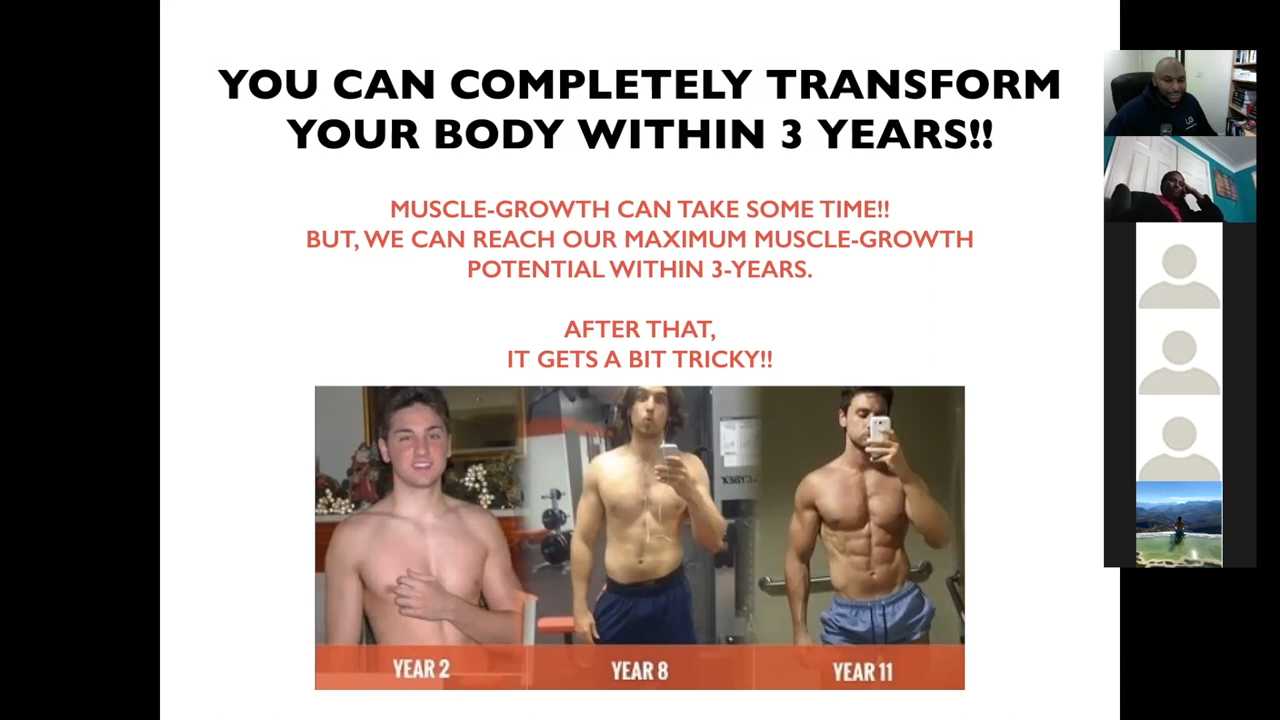 YOU CAN COMPLETELY TRANSFORM
YOUR BODY WITHIN 3 YEARS!!
MUSCLE-GROWTH CAN TAKE SOME TIME!!
BUT, WE CAN REACH OUR MAXIMUM MUSCLE-GROWTH
POTENTIAL WITHIN 3-YEARS.
AFTER THAT,
IT GETS A BIT TRICKY!!
YEAR 2
YEAR 8
YEAR 11